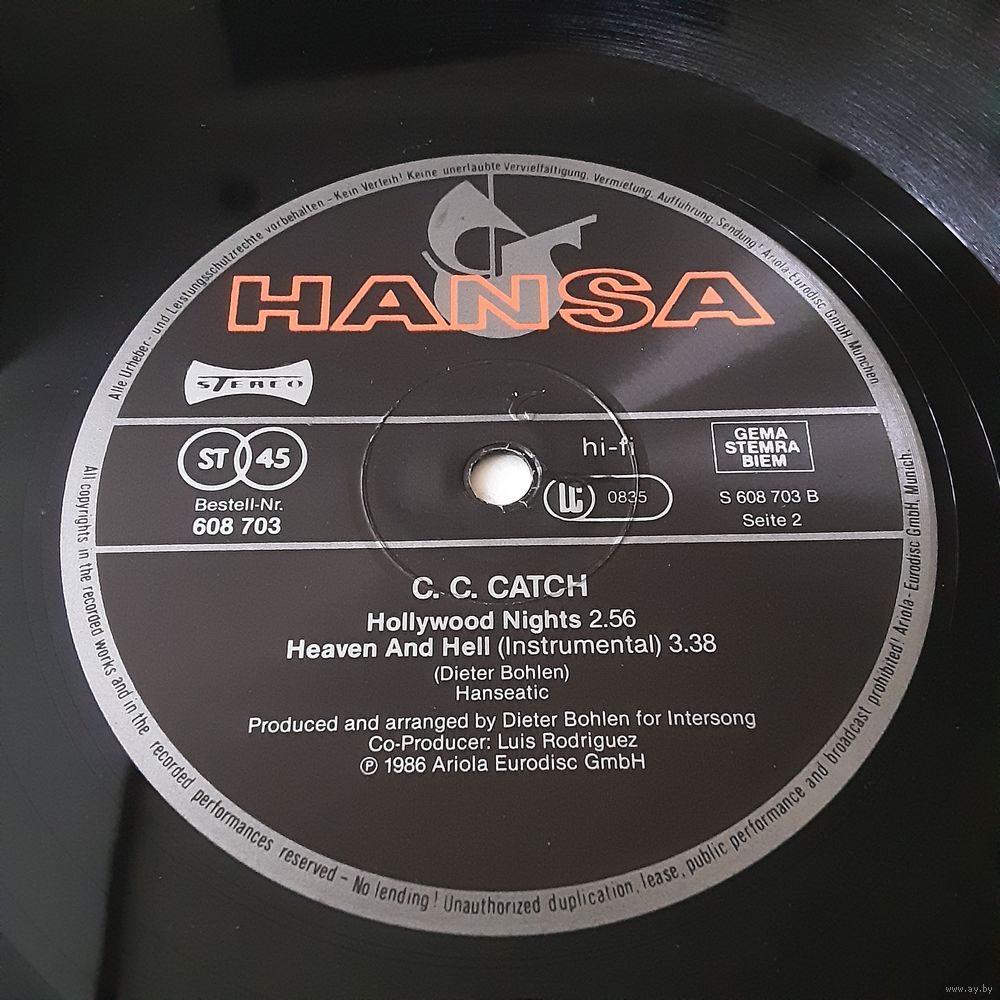 Alle Urheber- und Leistungsschutzrechte vorbehalten – Kein Verleih! Keine unerlaubte Vervielfältigung, Vermietung, Aufführung, Sendung! Ariola-Eurodisc GmbH, München.
HANSA
STEREO
ST 45
Bestell-Nr.
608 703
hi-fi
LC 0835
GEMA
STEMRA
BIEM
S 608 703 B
Seite 2
C. C. CATCH
Hollywood Nights 2.56
Heaven And Hell (Instrumental) 3.38
(Dieter Bohlen)
Hanseatic
Produced and arranged by Dieter Bohlen for Intersong
Co-Producer: Luis Rodriguez
℗ 1986 Ariola Eurodisc GmbH
All copyrights in the recorded works and in the recorded performances reserved – No lending! Unauthorized duplication, lease, public performance and broadcast prohibited! Ariola-Eurodisc GmbH, Munich.
www.ay.by